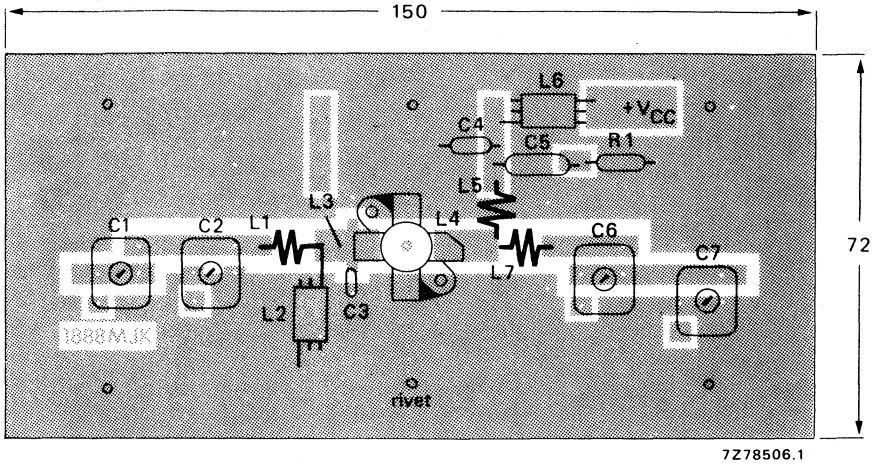 150
L6
+VCC
C4
C5
R1
L5
L3
C1
C2
L1
L4
C6
72
L7
C7
L2
C3
1888MJK
rivet
7Z78506.1